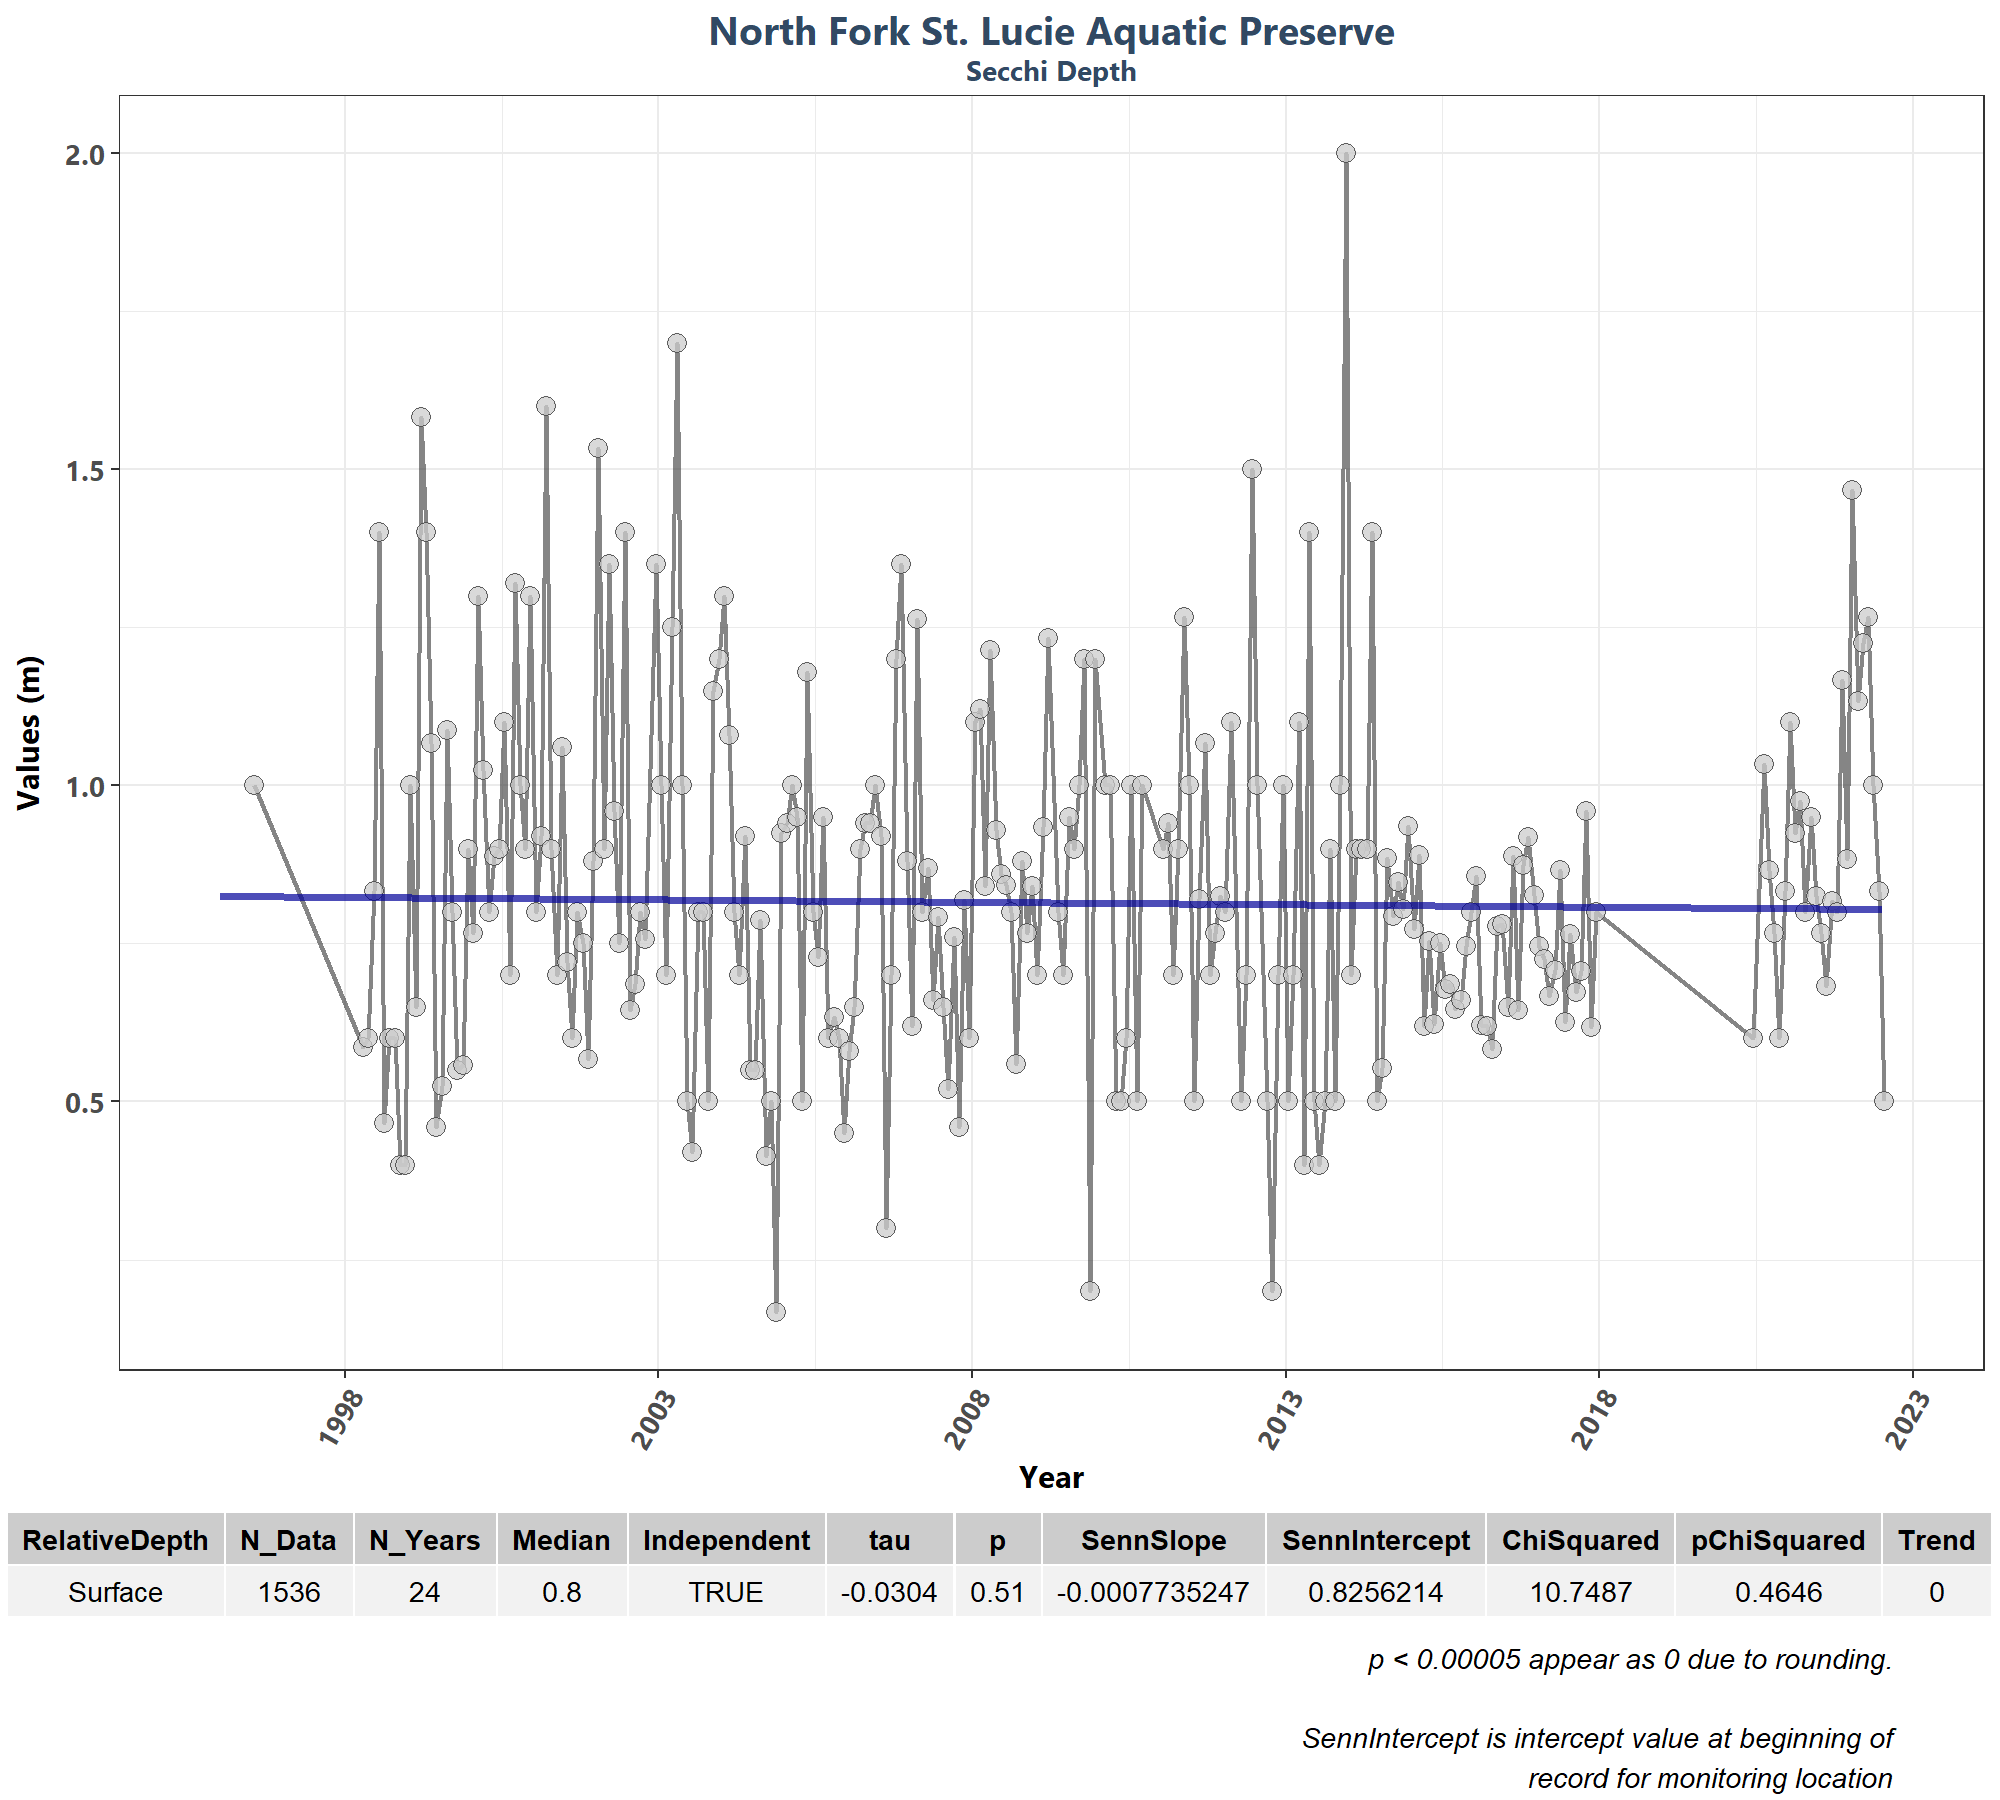 North Fork St. Lucie Aquatic Preserve
Secchi Depth
Values (m)
2.0
1.5
1.0
0.5
1998
2003
2008
2013
2018
2023
Year
RelativeDepth N_Data N_Years Median Independent tau p SennSlope SennIntercept ChiSquared pChiSquared Trend
Surface 1536 24 0.8 TRUE -0.0304 0.51 -0.0007735247 0.8256214 10.7487 0.4646 0
p < 0.00005 appear as 0 due to rounding.
SennIntercept is intercept value at beginning of
record for monitoring location